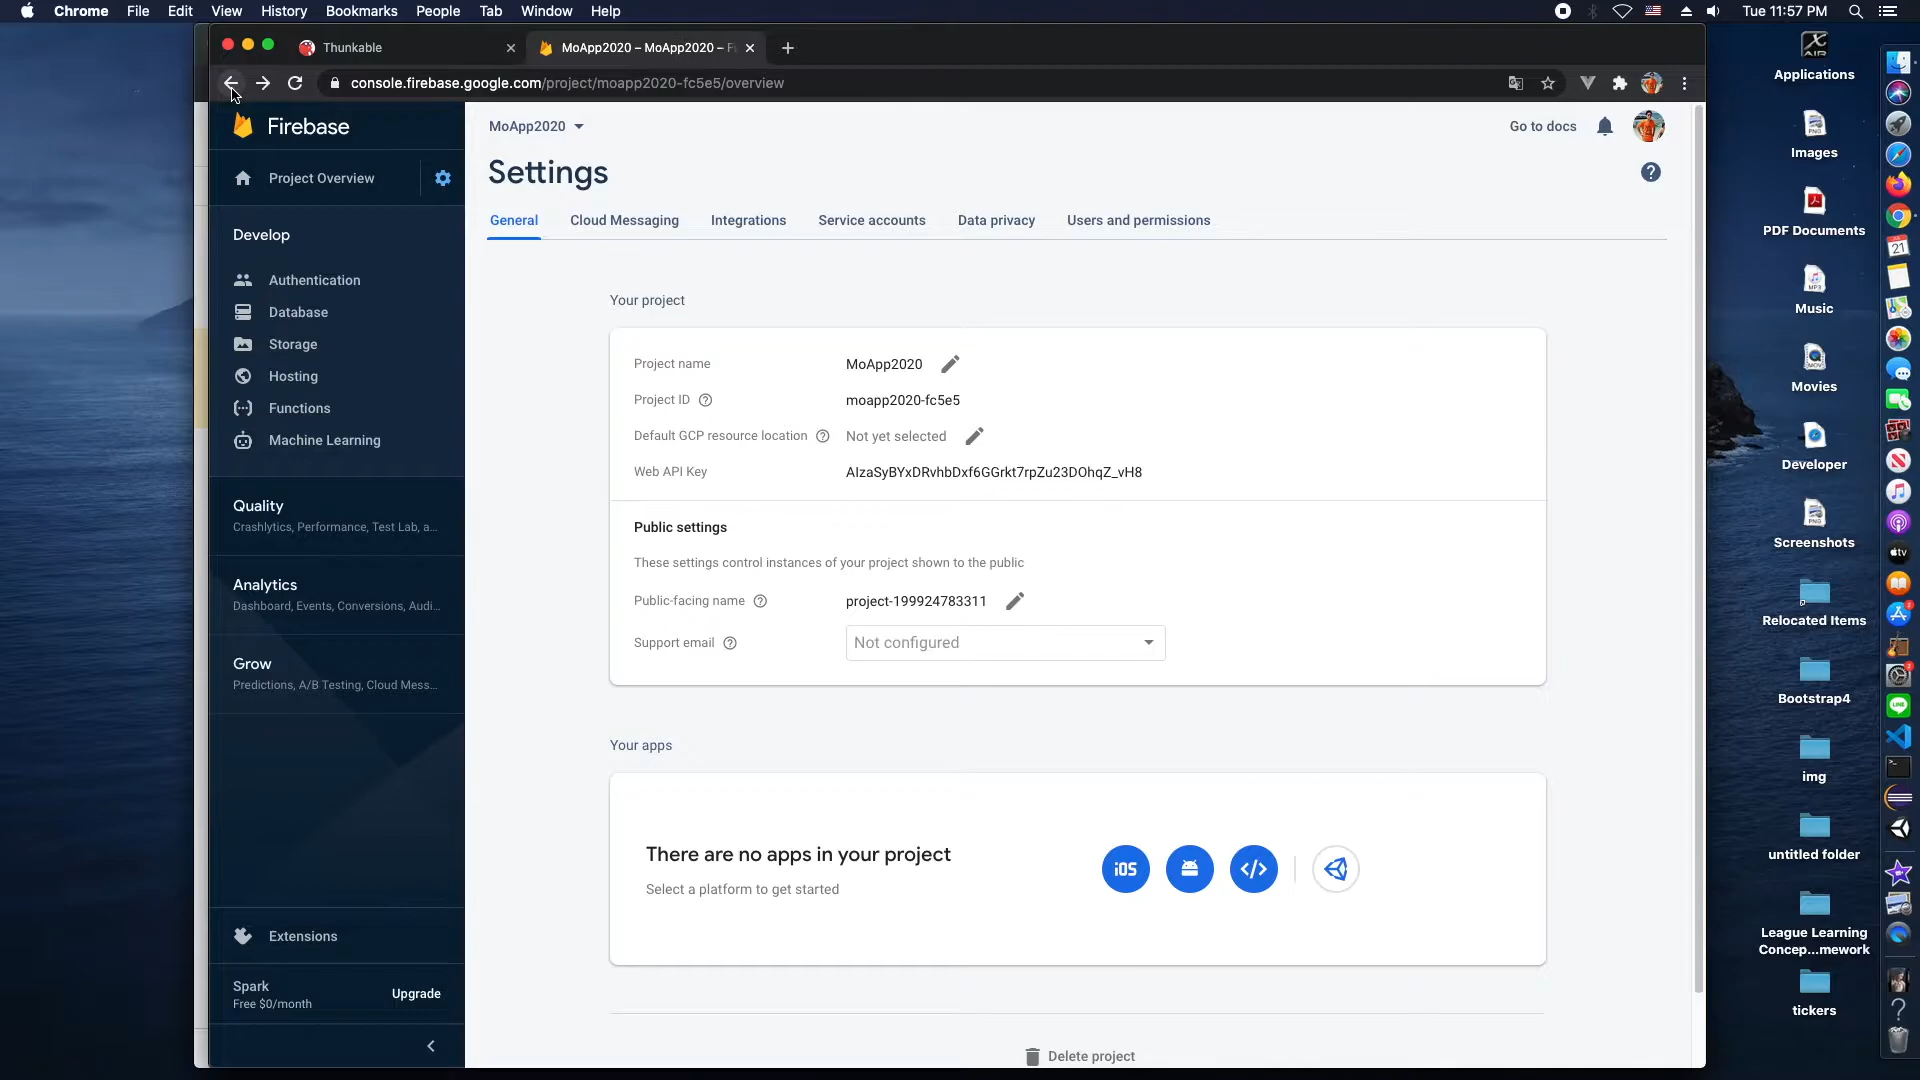 Chrome File Edit View History Bookmarks People Tab Window Help
Tue 11:57 PM
Thunkable
MoApp2020 – MoApp2020 – F
console.firebase.google.com/project/moapp2020-fc5e5/overview
Firebase
Project Overview
Develop
Authentication
Database
Storage
Hosting
Functions
Machine Learning
Quality
Crashlytics, Performance, Test Lab, a...
Analytics
Dashboard, Events, Conversions, Audi...
Grow
Predictions, A/B Testing, Cloud Mess...
Extensions
Spark
Free $0/month
Upgrade
MoApp2020
Go to docs
Settings
General
Cloud Messaging
Integrations
Service accounts
Data privacy
Users and permissions
Your project
Project name
MoApp2020
Project ID
moapp2020-fc5e5
Default GCP resource location
Not yet selected
Web API Key
AIzaSyBYxDRvhbDxf6GGrkt7rpZu23DOhqZ_vH8
Public settings
These settings control instances of your project shown to the public
Public-facing name
project-199924783311
Support email
Not configured
Your apps
There are no apps in your project
Select a platform to get started
iOS
Delete project
Applications
Images
PDF Documents
Music
Movies
Developer
Screenshots
Relocated Items
Bootstrap4
img
untitled folder
League Learning
Concep...mework
tickers